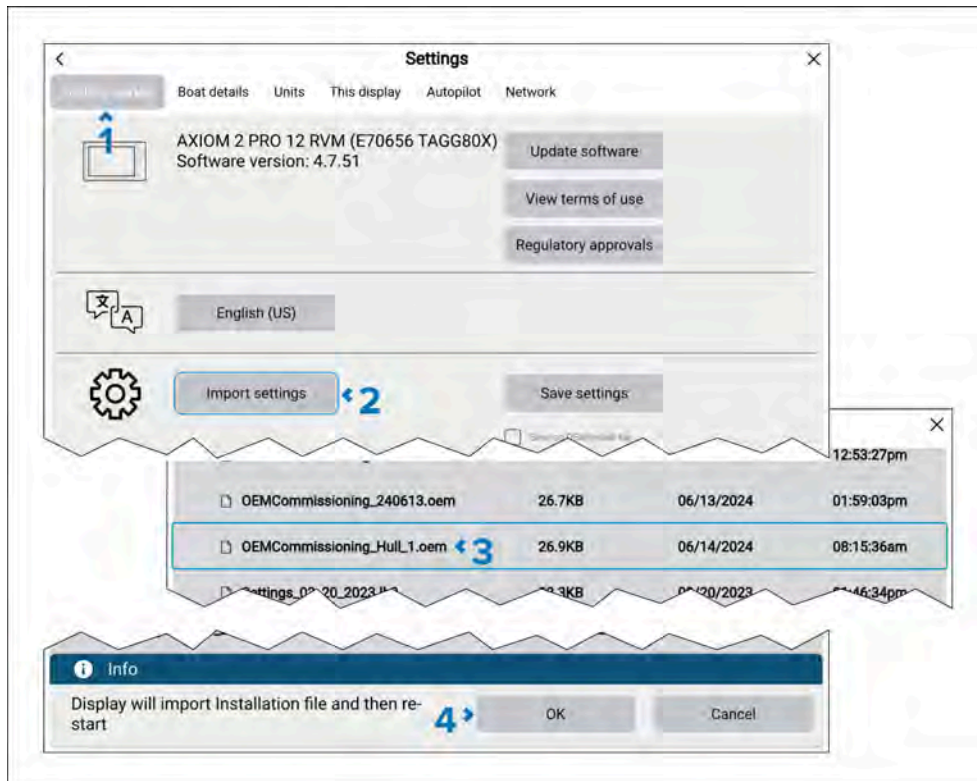 Settings
Boat details Units This display Autopilot Network
1
AXIOM 2 PRO 12 RVM (E70656 TAGG80X)
Software version: 4.7.51
Update software
View terms of use
Regulatory approvals
文 A
English (US)
Import settings 2 Save settings
12:53:27pm
OEMCommissioning_240613.oem 26.7KB 06/13/2024 01:59:03pm
OEMCommissioning_Hull_1.oem 3 26.9KB 06/14/2024 08:15:36am
i Info
Display will import Installation file and then re-
start
4 OK Cancel